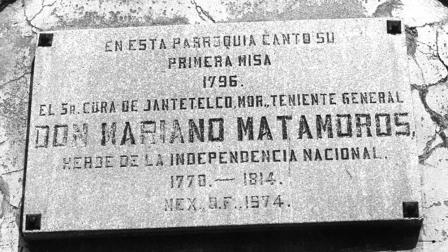 EN ESTA PARROQUIA CANTO SU
PRIMERA MISA
1796.
EL SR. CURA DE JANTETELCO, MOR., TENIENTE GENERAL
DON MARIANO MATAMOROS,
HEROE DE LA INDEPENDENCIA NACIONAL.
1770. — 1814.
MEX., D.F., 1974.